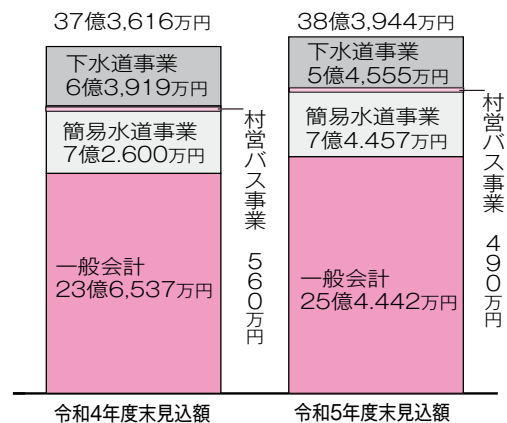 37億3,616万円
下水道事業
6億3,919万円
簡易水道事業
7億2.600万円
一般会計
23億6,537万円
村営バス事業 560万円
令和4年度末見込額
38億3,944万円
下水道事業
5億4,555万円
簡易水道事業
7億4.457万円
一般会計
25億4.442万円
村営バス事業 490万円
令和5年度末見込額